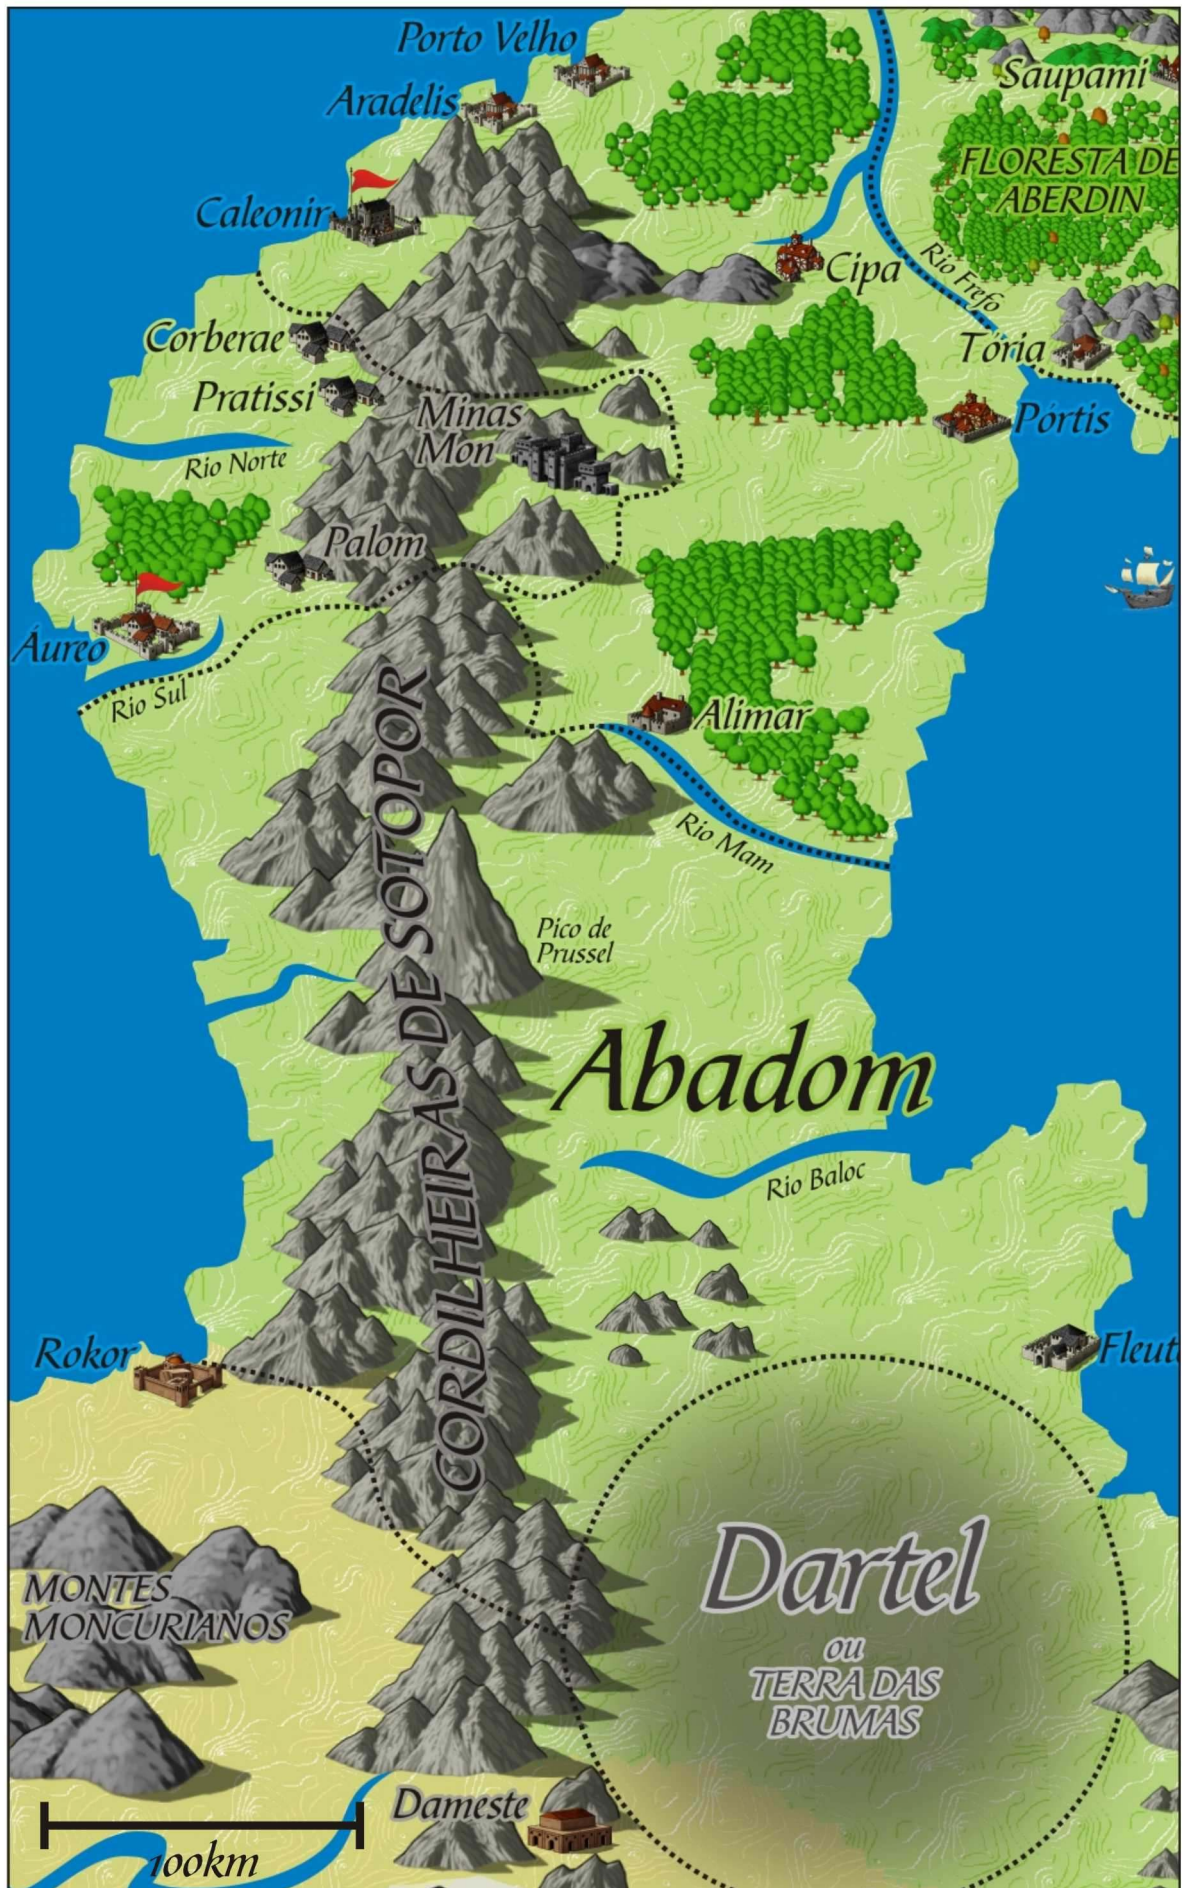 Porto Velho
Aradelis
Saupami
FLORESTA DE
ABERDIN
Caleonir
Cipa
Rio Frefo
Corberae
Tória
Pratissi
Minas
Mon
Pórtis
Rio Norte
Palom
Áureo
Rio Sul
Alimar
Rio Mam
CORDILHEIRAS DE SOTOPOR
Pico de
Prussel
Abadom
Rio Baloc
Rokor
Dartel
ou
TERRA DAS
BRUMAS
MONTES
MONCURIANOS
Dameste
100km